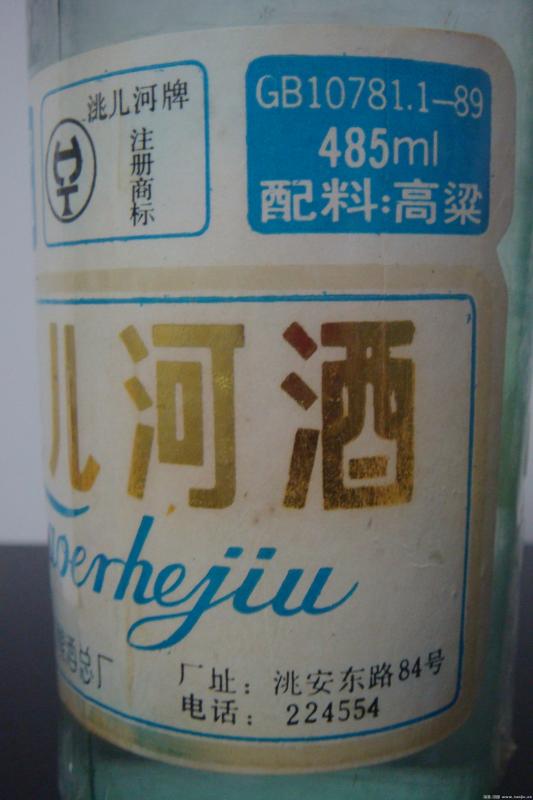 洮儿河牌
注册商标
GB10781.1—89
485ml
配料:高粱
儿河酒
aoerhejiu
酒总厂
厂址：洮安东路84号
电话：224554